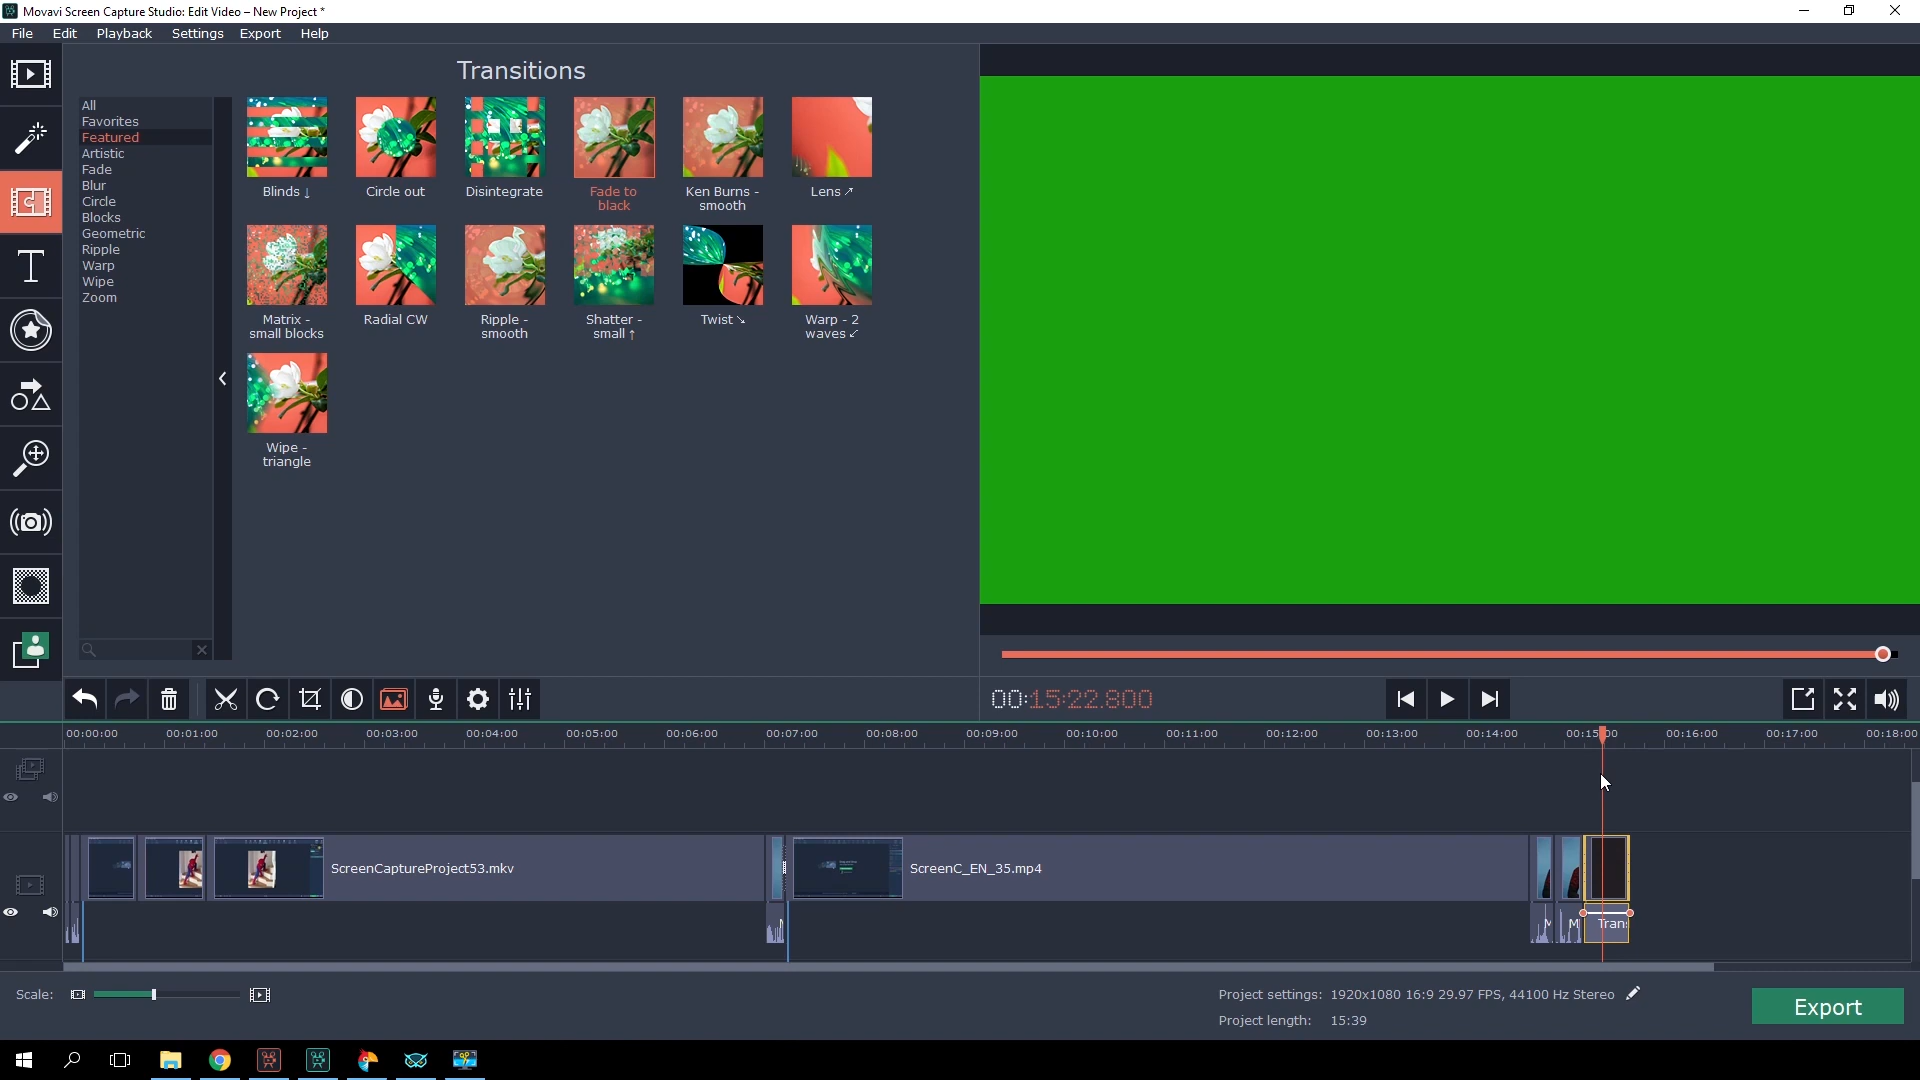 Movavi Screen Capture Studio: Edit Video – New Project *
File Edit Playback Settings Export Help
Transitions
All
Favorites
Featured
Artistic
Fade
Blur
Circle
Blocks
Geometric
Ripple
Warp
Wipe
Zoom
Blinds ↓
Circle out
Disintegrate
Fade to
black
Ken Burns -
smooth
Lens ↗
Matrix -
small blocks
Radial CW
Ripple -
smooth
Shatter -
small ↑
Twist ↘
Warp - 2
waves ↙
Wipe -
triangle
00:15:22.800
00:00:00 00:01:00 00:02:00 00:03:00 00:04:00 00:05:00 00:06:00 00:07:00 00:08:00 00:09:00 00:10:00 00:11:00 00:12:00 00:13:00 00:14:00 00:15:00 00:16:00 00:17:00 00:18:00
ScreenCaptureProject53.mkv
ScreenC_EN_35.mp4
M
Trans
Scale:
Project settings: 1920x1080 16:9 29.97 FPS, 44100 Hz Stereo
Project length: 15:39
Export